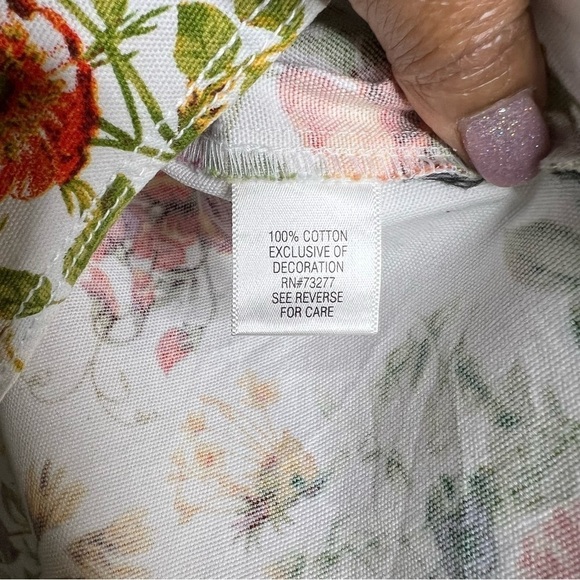 100% COTTON
EXCLUSIVE OF
DECORATION
RN#73277
SEE REVERSE
FOR CARE